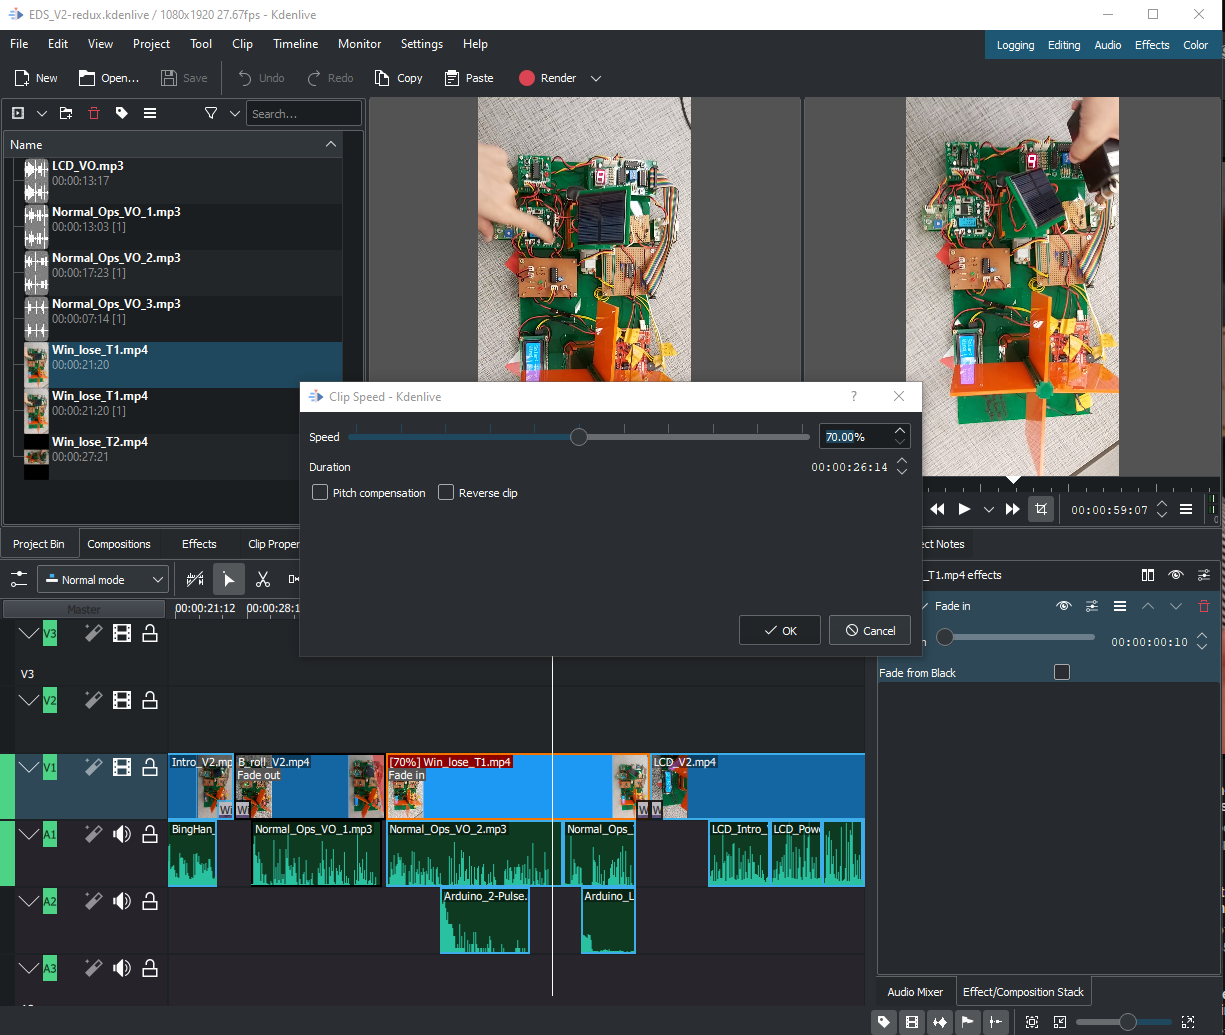 EDS_V2-redux.kdenlive / 1080x1920 27.67fps - Kdenlive
File Edit View Project Tool Clip Timeline Monitor Settings Help
Logging Editing Audio Effects Color
New Open... Save Undo Redo Copy Paste Render
Search...
Name
LCD_VO.mp3
00:00:13:17
Normal_Ops_VO_1.mp3
00:00:13:03 [1]
Normal_Ops_VO_2.mp3
00:00:17:23 [1]
Normal_Ops_VO_3.mp3
00:00:07:14 [1]
Win_lose_T1.mp4
00:00:21:20
Win_lose_T1.mp4
00:00:21:20 [1]
Win_lose_T2.mp4
00:00:27:21
Clip Speed - Kdenlive
?
Speed 70.00%
Duration 00:00:26:14
Pitch compensation Reverse clip
OK Cancel
00:00:59:07
0
Project Bin Compositions Effects Clip Proper
ect Notes
Normal mode
_T1.mp4 effects
Master 00:00:21:12 00:00:28:1
Fade in
n 00:00:00:10
Fade from Black
V3
V3
V2
V1
Intro_V2.mp B_roll_V2.mp4 [70%] Win_lose_T1.mp4 LCD_V2.mp4
Fade out Fade in
Wi Wi W W
A1
BingHan_ Normal_Ops_VO_1.mp3 Normal_Ops_VO_2.mp3 Normal_Ops_ LCD_Intro_ LCD_Pow
A2
Arduino_2-Pulse. Arduino_L
A3
Audio Mixer Effect/Composition Stack